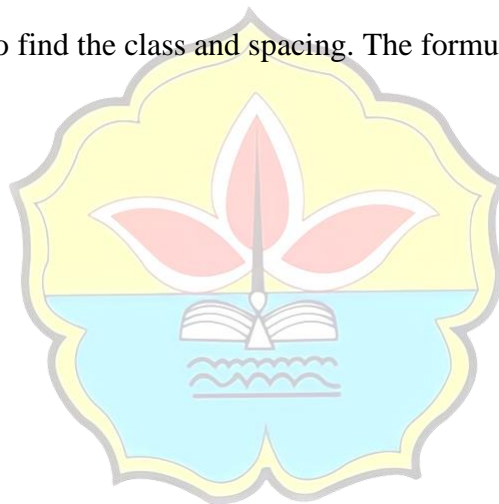 o find the class and spacing. The formu